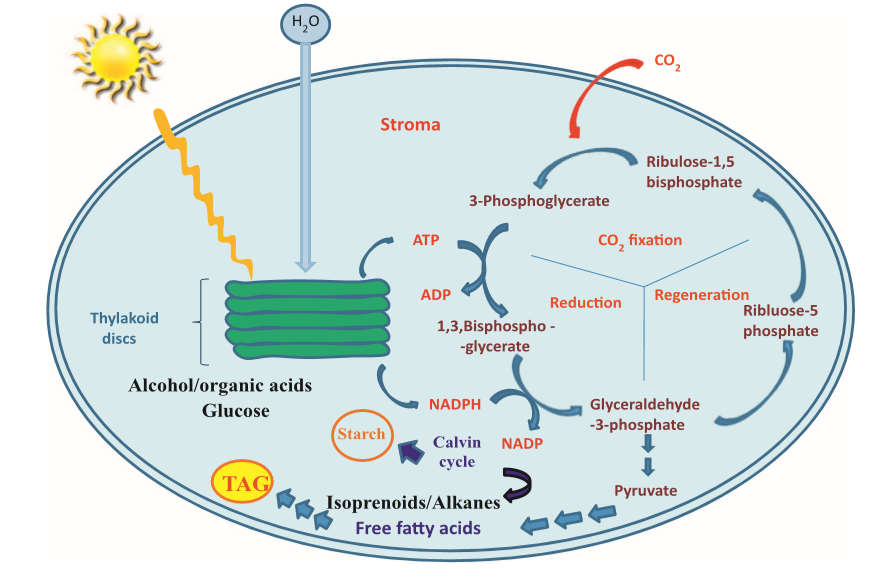 H₂O
CO₂
Stroma
Ribulose-1,5
bisphosphate
3-Phosphoglycerate
ATP
CO₂ fixation
ADP
Reduction
Regeneration
Ribluose-5
phosphate
Thylakoid
discs
1,3,Bisphospho -
-glycerate
Alcohol/organic acids
Glucose
NADPH
Glyceraldehyde
-3-phosphate
Starch
Calvin
cycle
NADP
TAG
Pyruvate
Isoprenoids/Alkanes
Free fatty acids